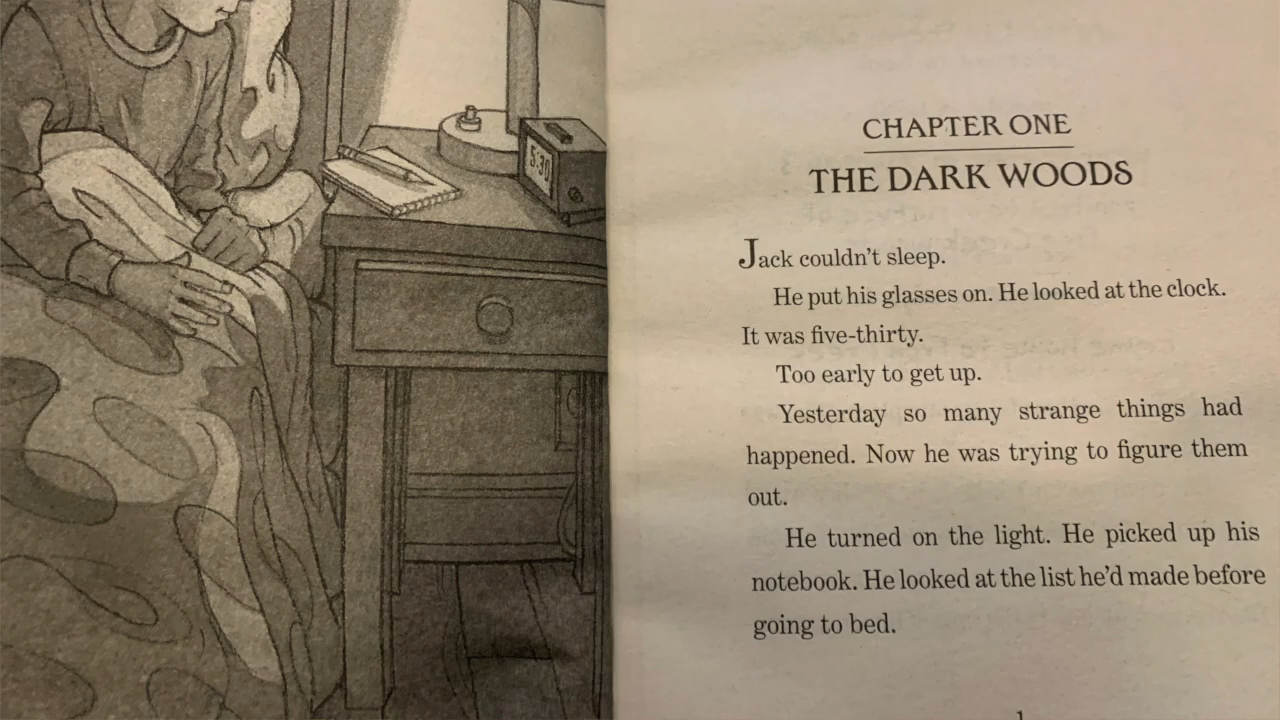 5:30
CHAPTER ONE
THE DARK WOODS
Jack couldn't sleep.
He put his glasses on. He looked at the clock.
It was five-thirty.
Too early to get up.
Yesterday so many strange things had
happened. Now he was trying to figure them
out.
He turned on the light. He picked up his
notebook. He looked at the list he'd made before
going to bed.
1